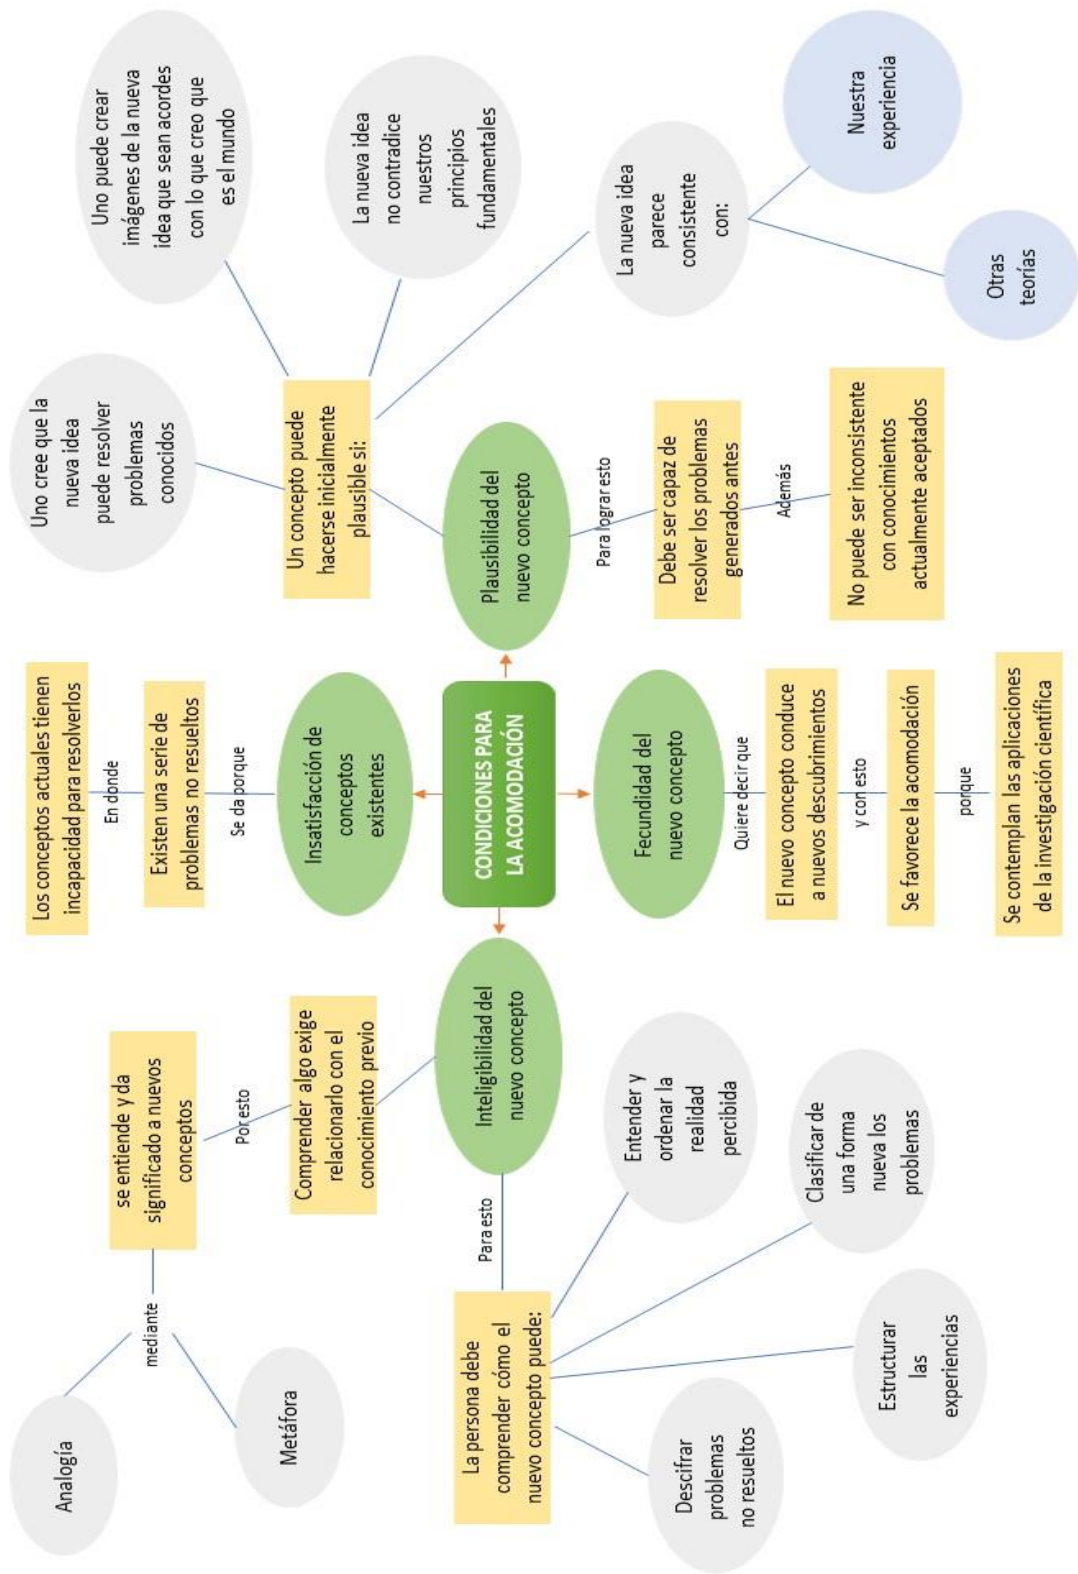 Analogía
Metáfora
mediante
se entiende y da
significado a nuevos
conceptos
Por esto
Comprender algo exige
relacionarlo con el
conocimiento previo
Inteligibilidad del
nuevo concepto
Para esto
La persona debe
comprender cómo el
nuevo concepto puede:
Descifrar
problemas
no resueltos
Estructurar
las
experiencias
Clasificar de
una forma
nueva los
problemas
Entender y
ordenar la
realidad
percibida
Los conceptos actuales tienen
incapacidad para resolverlos
En donde
Existen una serie de
problemas no resueltos
Se da porque
Insatisfacción de
conceptos
existentes
CONDICIONES PARA
LA ACOMODACIÓN
Fecundidad del
nuevo concepto
Quiere decir que
El nuevo concepto conduce
a nuevos descubrimientos
y con esto
Se favorece la acomodación
porque
Se contemplan las aplicaciones
de la investigación científica
Uno cree que la
nueva idea
puede resolver
problemas
conocidos
Uno puede crear
imágenes de la nueva
idea que sean acordes
con lo que creo que
es el mundo
Un concepto puede
hacerse inicialmente
plausible si:
La nueva idea
no contradice
nuestros
principios
fundamentales
Plausibilidad del
nuevo concepto
Para lograr esto
Debe ser capaz de
resolver los problemas
generados antes
Además
No puede ser inconsistente
con conocimientos
actualmente aceptados
La nueva idea
parece
consistente
con:
Otras
teorías
Nuestra
experiencia